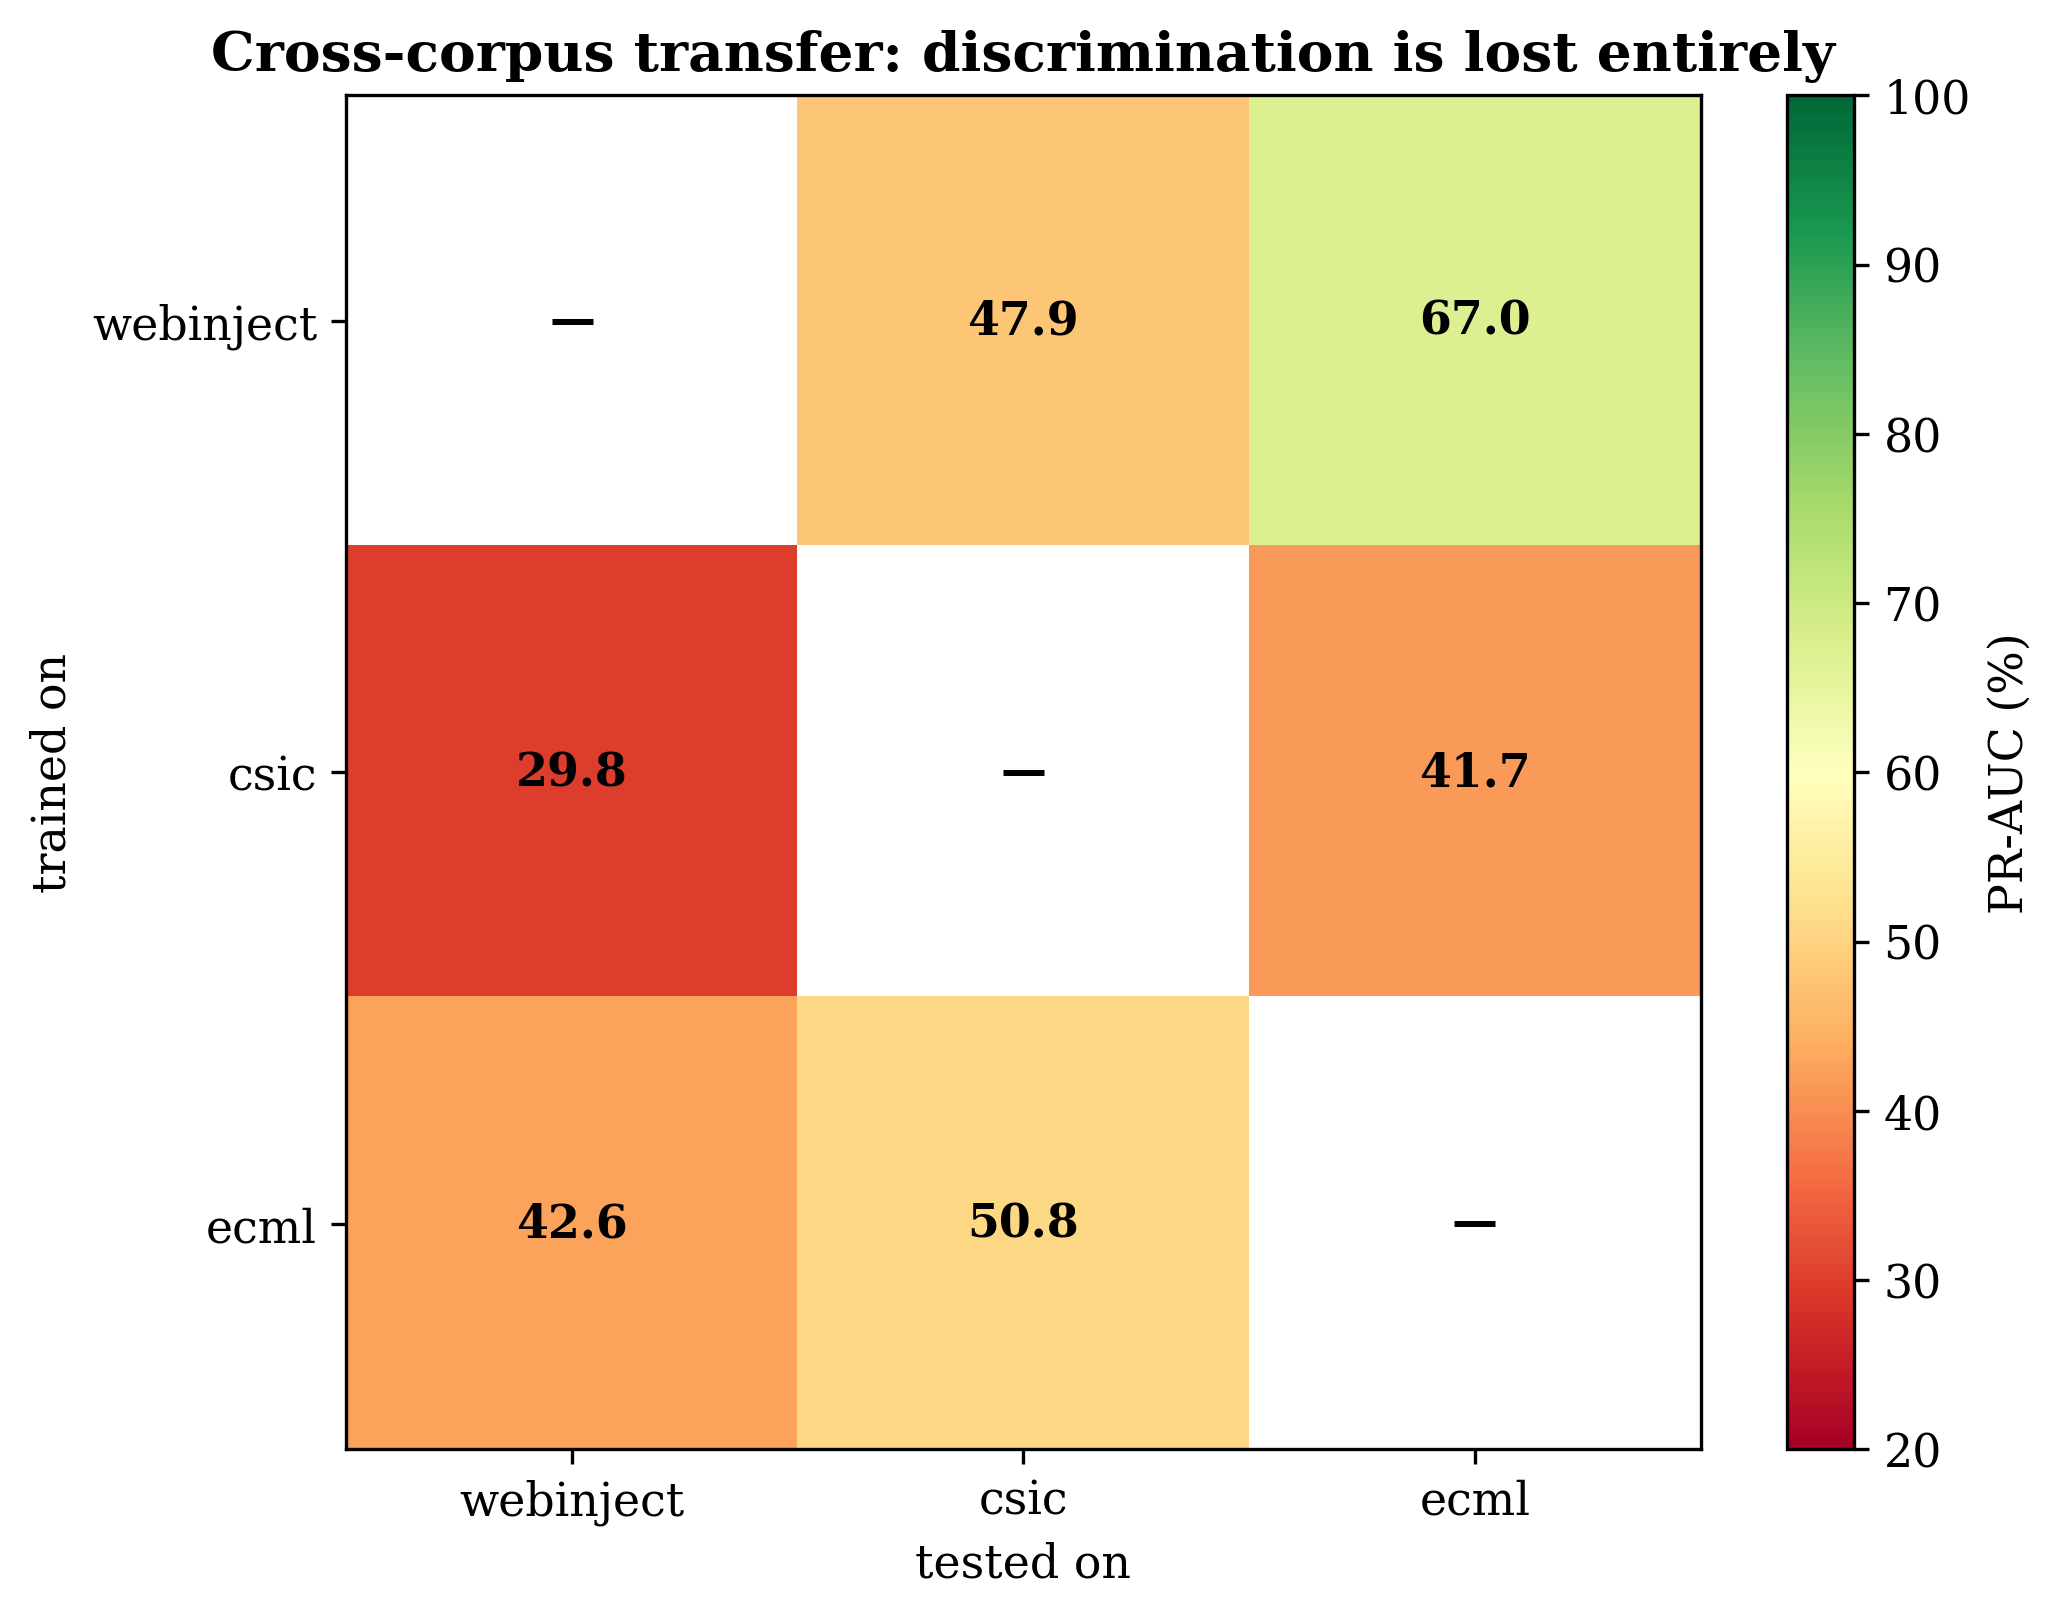 Cross-corpus transfer: discrimination is lost entirely
webinject
csic
ecml
trained on
— 47.9 67.0
29.8 — 41.7
42.6 50.8 —
webinject csic ecml
tested on
100
90
80
70
60
50
40
30
20
PR-AUC (%)